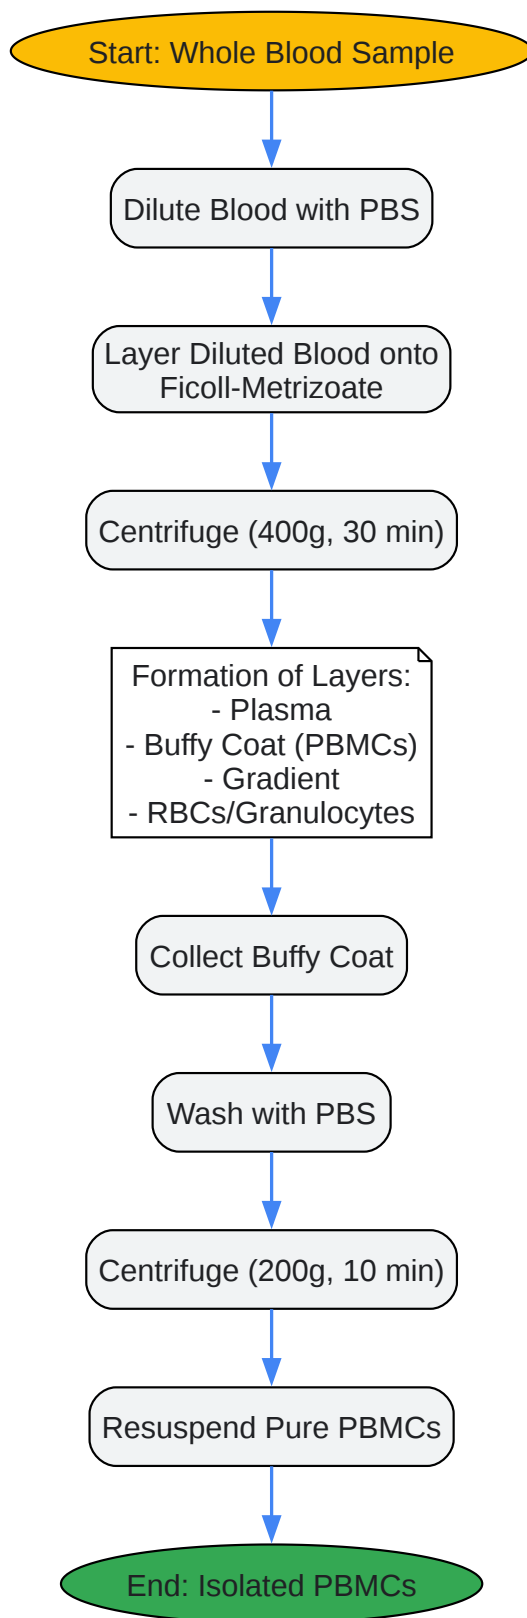 Start: Whole Blood Sample
Dilute Blood with PBS
Layer Diluted Blood onto
Ficoll-Metrizoate
Centrifuge (400g, 30 min)
Formation of Layers:
- Plasma
- Buffy Coat (PBMCs)
- Gradient
- RBCs/Granulocytes
Collect Buffy Coat
Wash with PBS
Centrifuge (200g, 10 min)
Resuspend Pure PBMCs
End: Isolated PBMCs